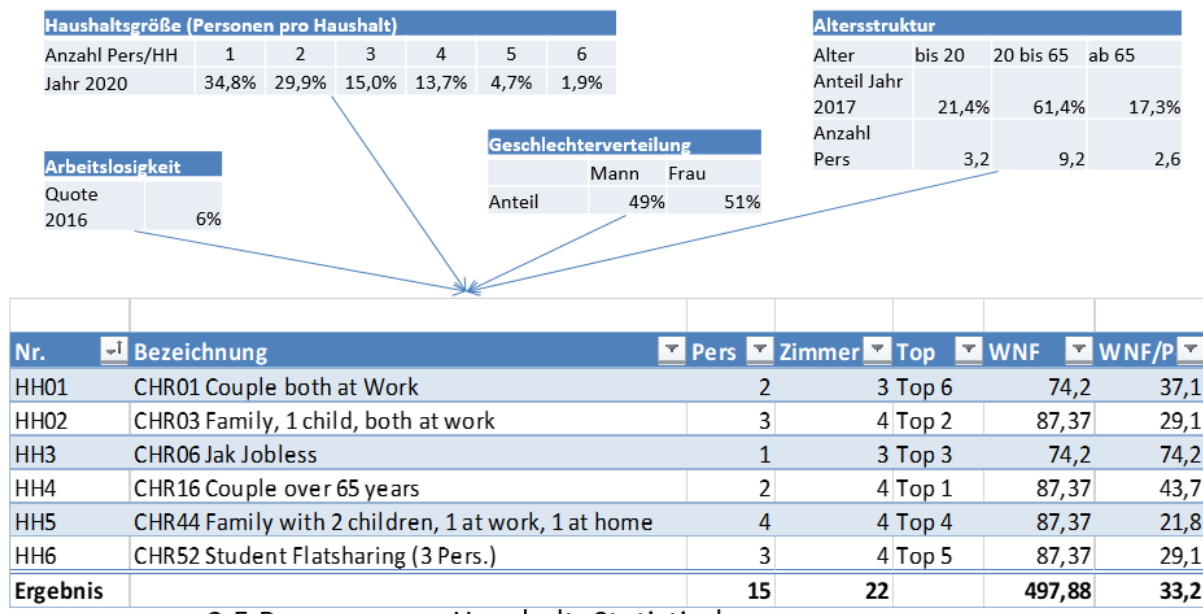 Haushaltsgröße (Personen pro Haushalt)
Anzahl Pers/HH 1 2 3 4 5 6
Jahr 2020 34,8% 29,9% 15,0% 13,7% 4,7% 1,9%
Altersstruktur
Alter bis 20 20 bis 65 ab 65
Anteil Jahr
2017 21,4% 61,4% 17,3%
Anzahl
Pers 3,2 9,2 2,6
Arbeitslosigkeit
Quote
2016 6%
Geschlechterverteilung
Mann Frau
Anteil 49% 51%
Nr. Bezeichnung Pers Zimmer Top WNF WNF/P
HH01 CHR01 Couple both at Work 2 3 Top 6 74,2 37,1
HH02 CHR03 Family, 1 child, both at work 3 4 Top 2 87,37 29,1
HH3 CHR06 Jak Jobless 1 3 Top 3 74,2 74,2
HH4 CHR16 Couple over 65 years 2 4 Top 1 87,37 43,7
HH5 CHR44 Family with 2 children, 1 at work, 1 at home 4 4 Top 4 87,37 21,8
HH6 CHR52 Student Flatsharing (3 Pers.) 3 4 Top 5 87,37 29,1
Ergebnis 15 22 497,88 33,2